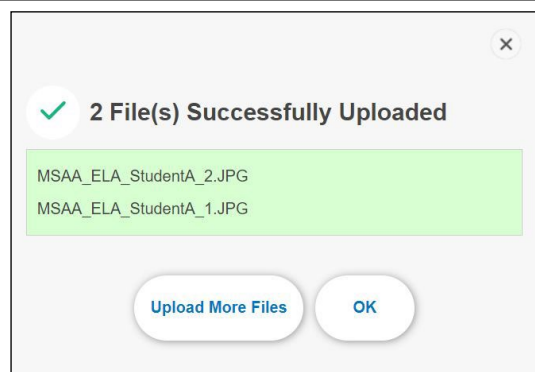 2 File(s) Successfully Uploaded
MSAA_ELA_StudentA_2.JPG
MSAA_ELA_StudentA_1.JPG
Upload More Files
OK